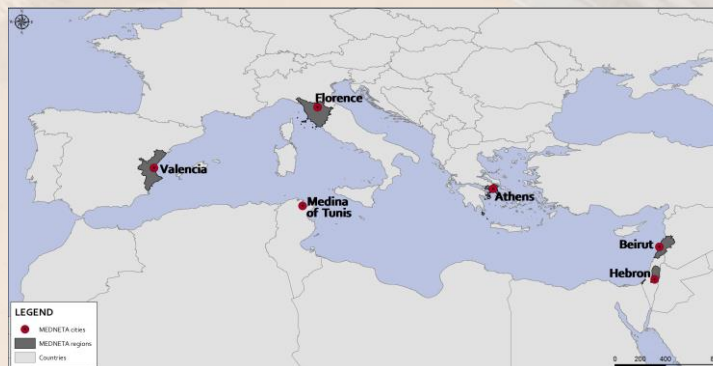 Florence
Valencia
Medina
of Tunis
Athens
Beirut
Hebron
LEGEND
MEDNETA cities
MEDNETA regions
Countries
0 200 400